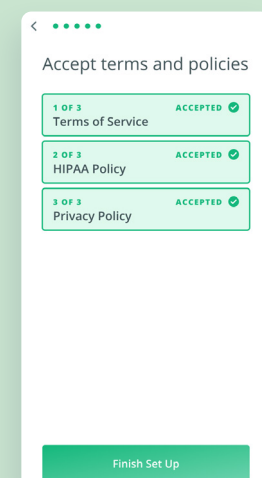 Accept terms and policies
1 OF 3 ACCEPTED
Terms of Service
2 OF 3 ACCEPTED
HIPAA Policy
3 OF 3 ACCEPTED
Privacy Policy
Finish Set Up